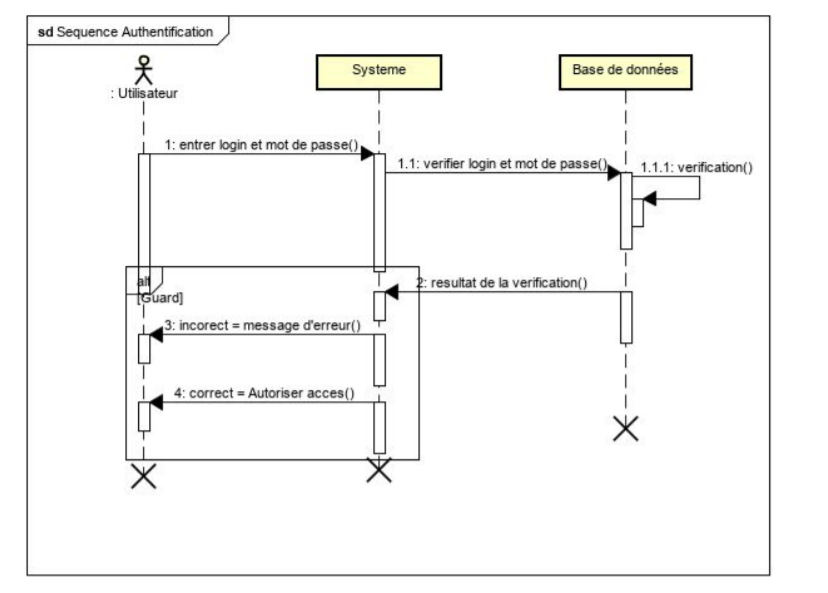 sd Sequence Authentification
: Utilisateur
Systeme
Base de données
1: entrer login et mot de passe()
1.1: verifier login et mot de passe()
1.1.1: verification()
alt
[Guard]
2: resultat de la verification()
3: incorect = message d'erreur()
4: correct = Autoriser acces()